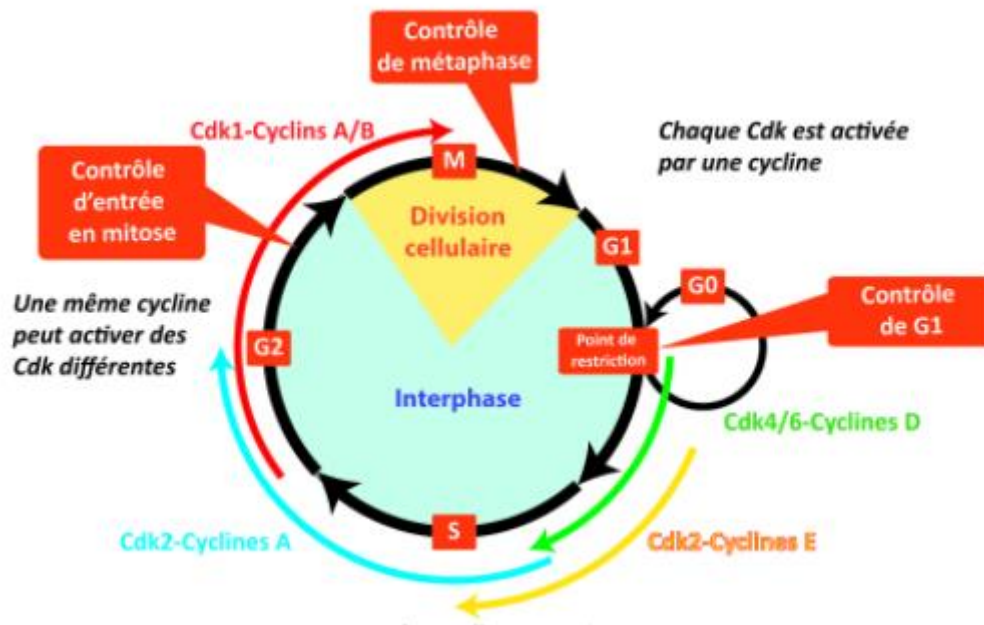 Contrôle
de métaphase
Cdk1-Cyclins A/B
Chaque Cdk est activée
par une cycline
M
Contrôle
d'entrée
en mitose
Division
cellulaire
G1
G0
Contrôle
de G1
Une même cycline
peut activer des
Cdk différentes
G2
Point de
restriction
Interphase
Cdk4/6-Cyclines D
S
Cdk2-Cyclines A
Cdk2-Cyclines E